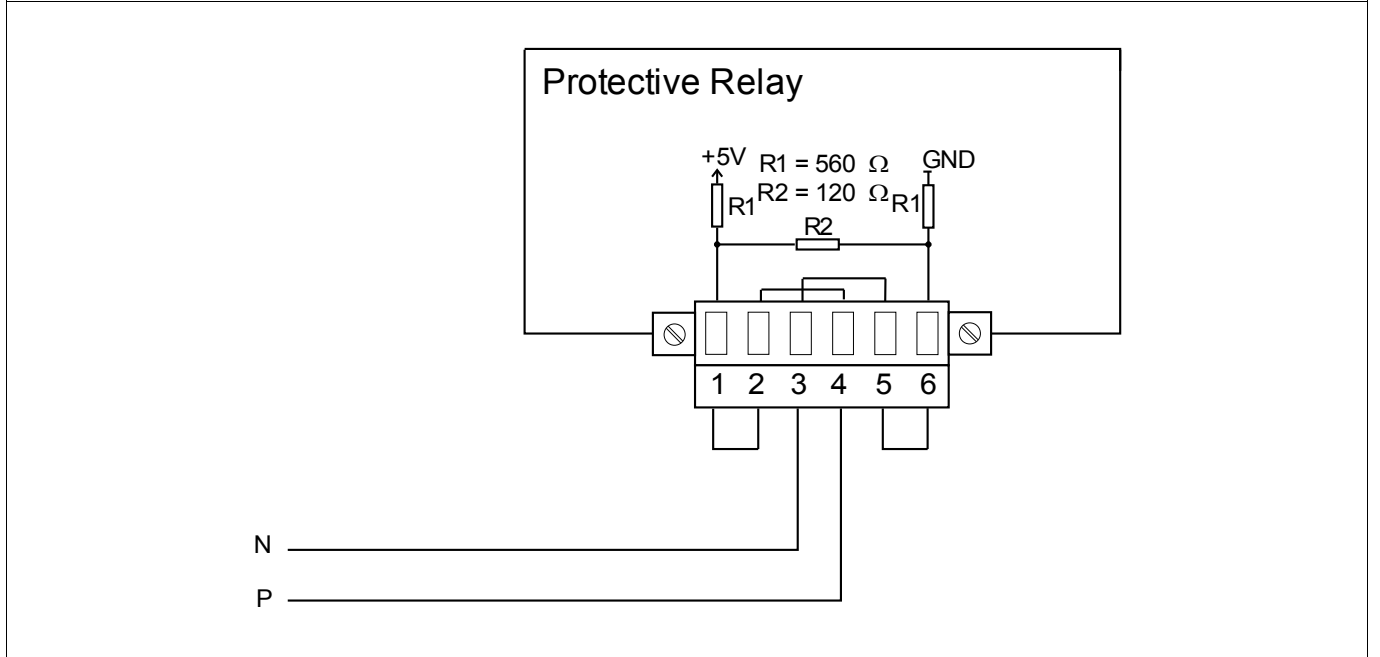 Protective Relay
+5V R1 = 560 Ω GND
R1 R2 = 120 Ω R1
R2
1 2 3 4 5 6
N
P